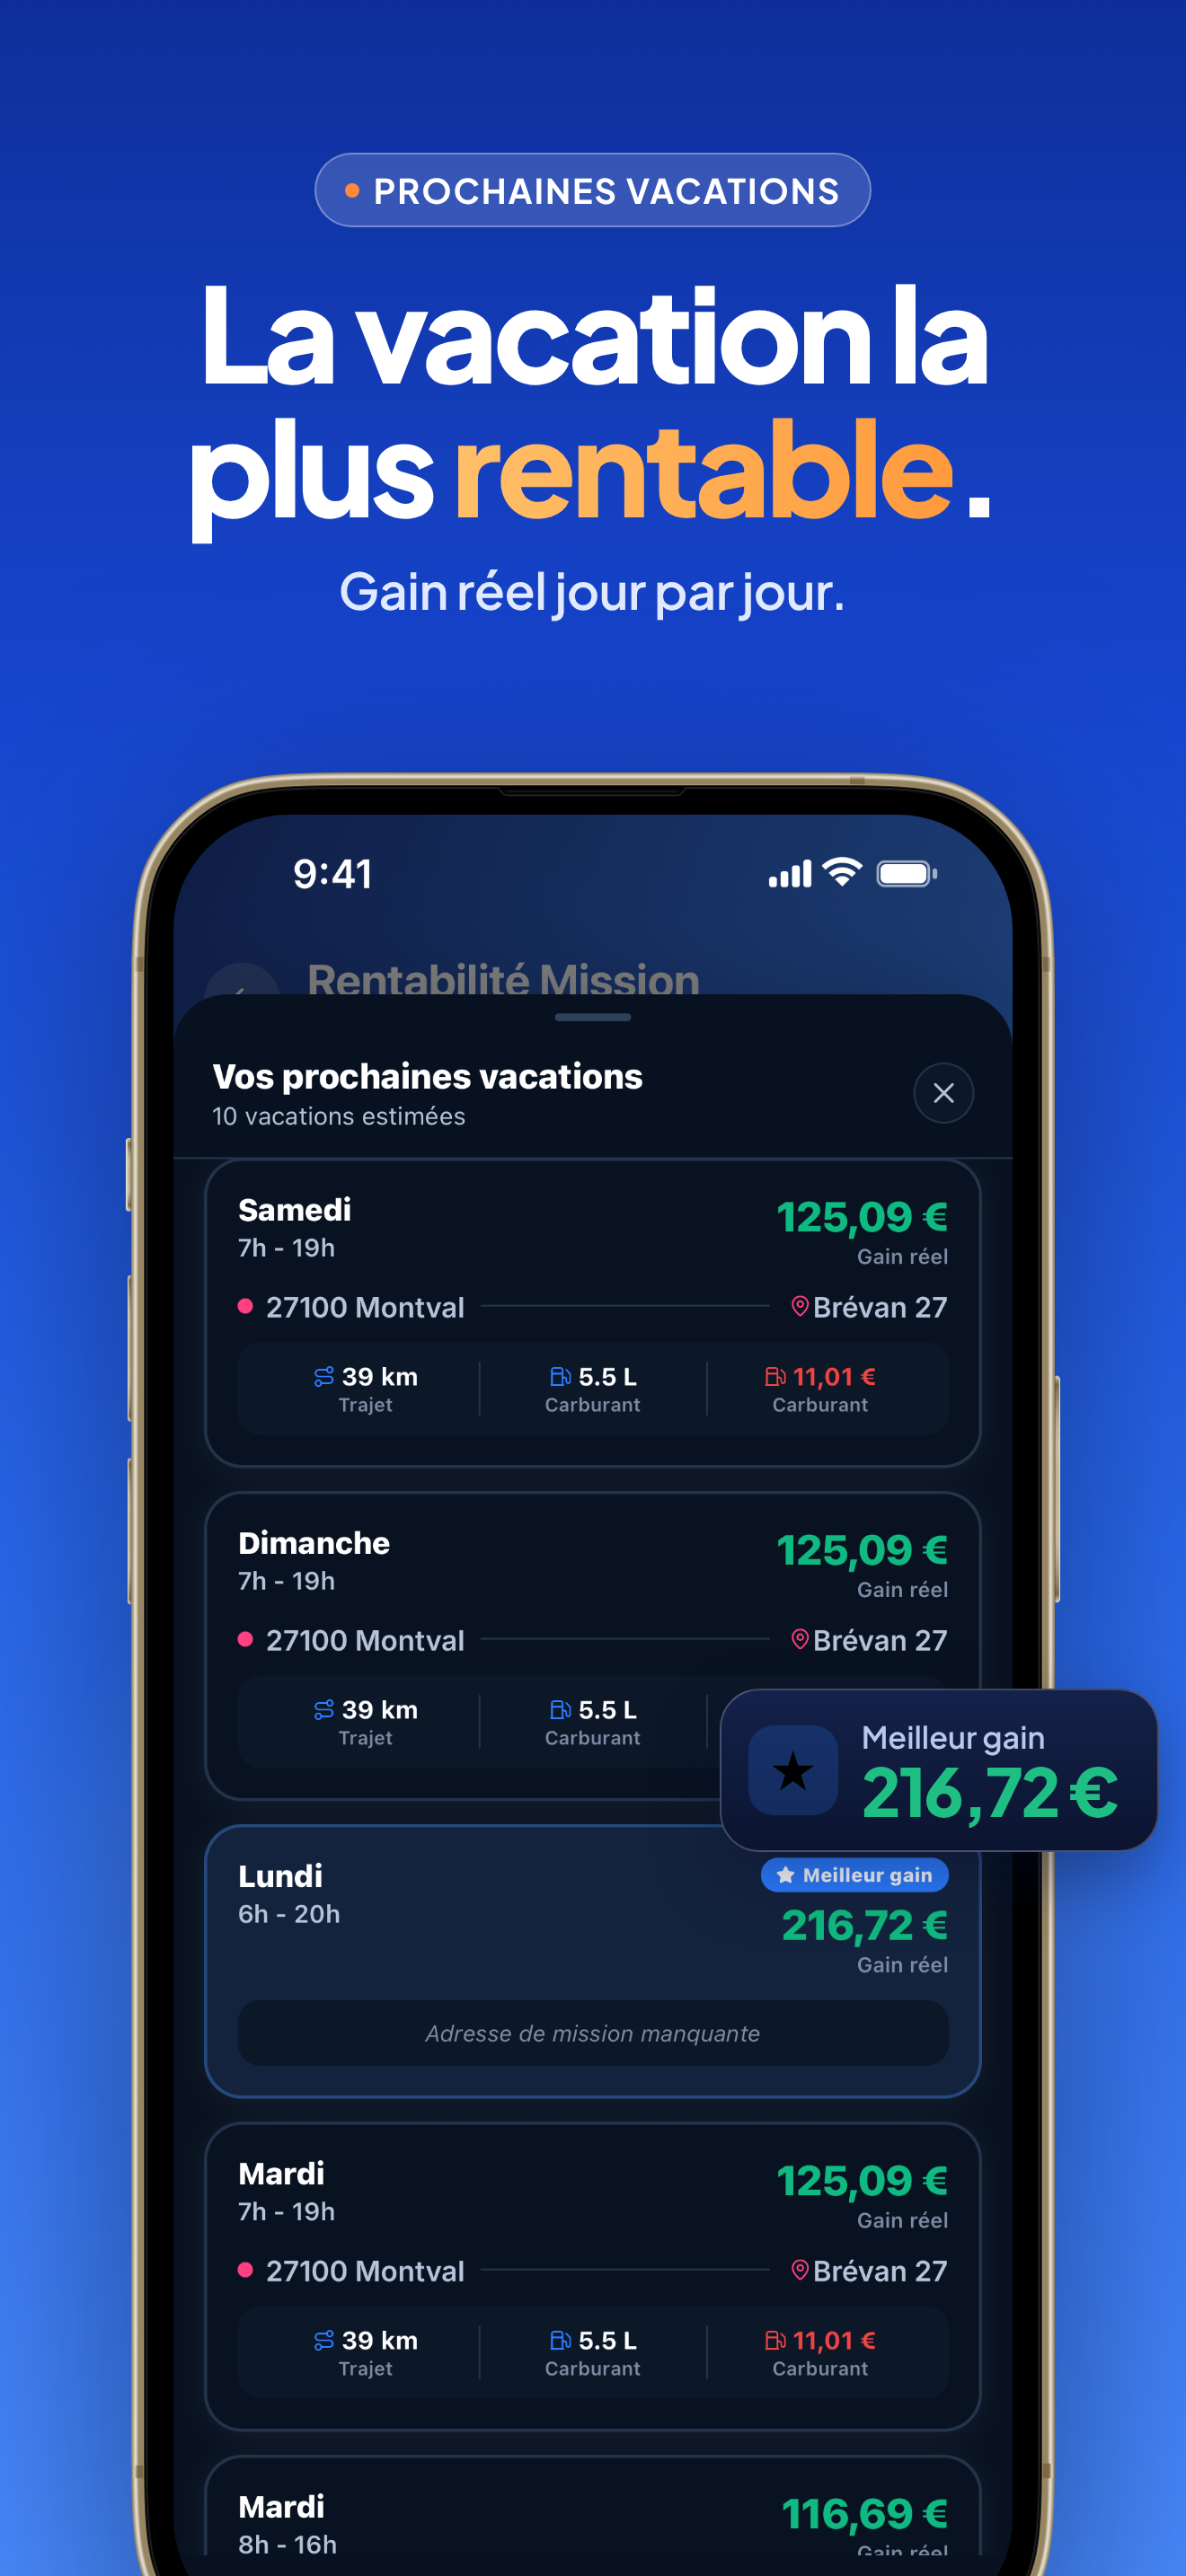 PROCHAINES VACATIONS
La vacation la
plus rentable.
Gain réel jour par jour.
9:41
Rentabilité Mission
Vos prochaines vacations
10 vacations estimées
Samedi
125,09 €
7h - 19h
Gain réel
27100 Montval
Brévan 27
39 km
5.5 L
11,01 €
Trajet
Carburant
Carburant
Dimanche
125,09 €
7h - 19h
Gain réel
27100 Montval
Brévan 27
39 km
5.5 L
Trajet
Carburant
Meilleur gain
216,72 €
Lundi
Meilleur gain
6h - 20h
216,72 €
Gain réel
Adresse de mission manquante
Mardi
125,09 €
7h - 19h
Gain réel
27100 Montval
Brévan 27
39 km
5.5 L
11,01 €
Trajet
Carburant
Carburant
Mardi
116,69 €
8h - 16h
Gain réel